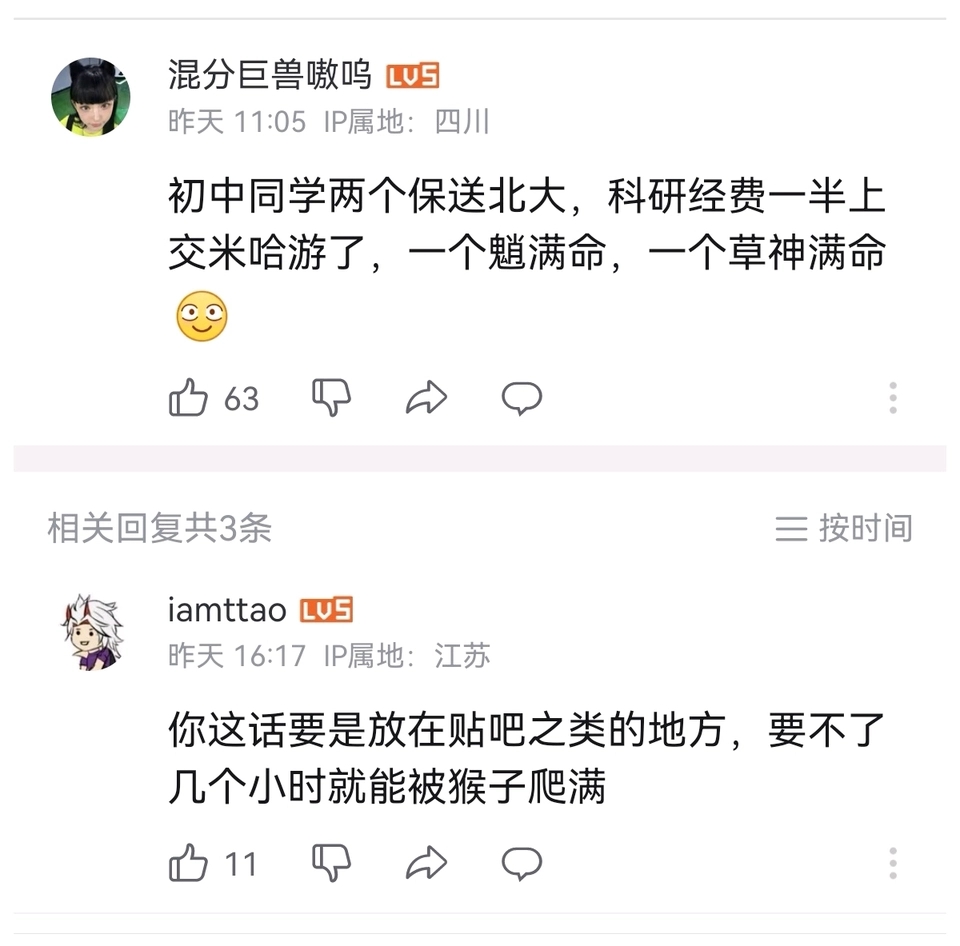 混分巨兽嗷呜 LV5
昨天 11:05 IP属地：四川
初中同学两个保送北大，科研经费一半上
交米哈游了，一个魈满命，一个草神满命
63
相关回复共3条 按时间
iamttao LV5
昨天 16:17 IP属地：江苏
你这话要是放在贴吧之类的地方，要不了
几个小时就能被猴子爬满
11